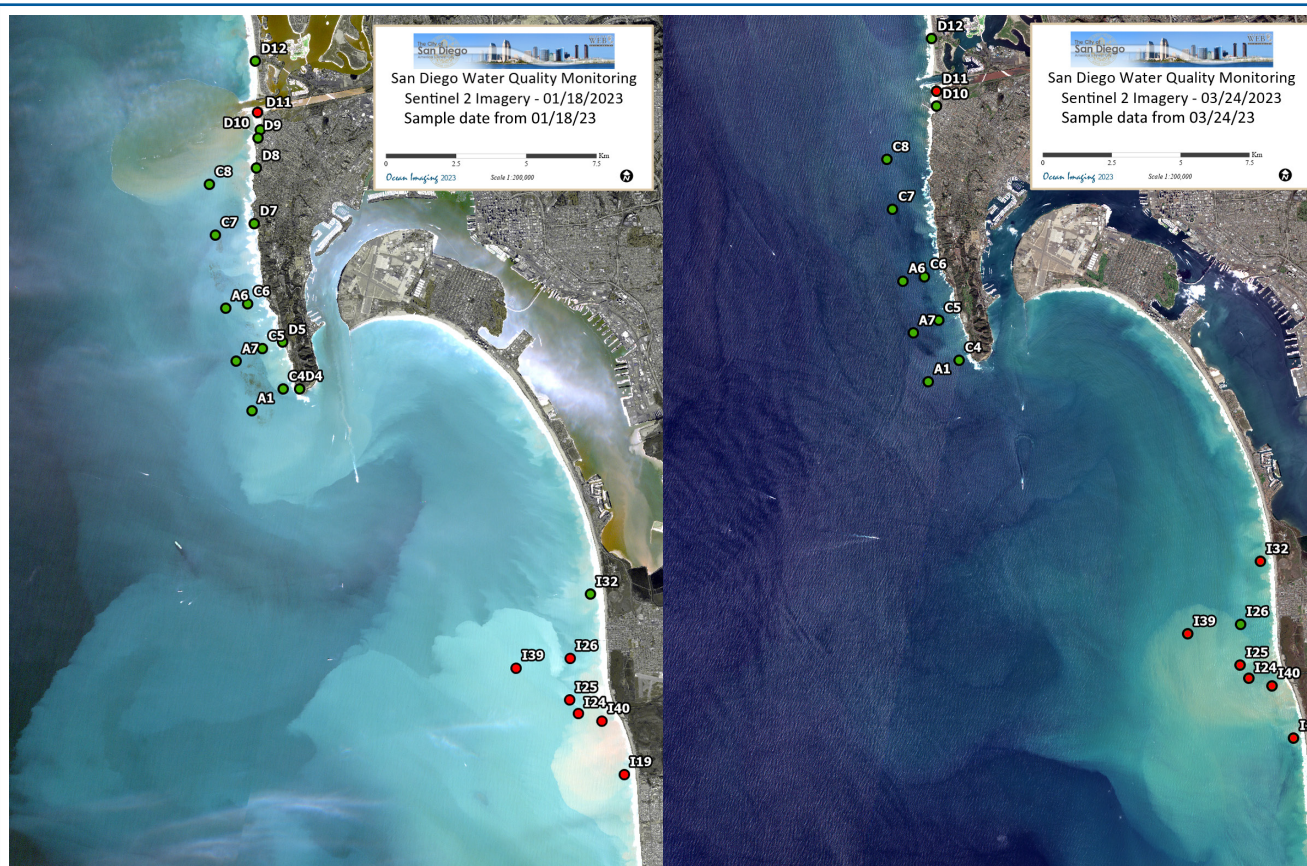 The City of
San Diego
San Diego Water Quality Monitoring
Sentinel 2 Imagery - 01/18/2023
Sample date from 01/18/23
0 2.5 5 7.5 Km
Ocean Imaging 2023 Scale 1:200,000 N
D12
D11
D10 D9
D8
C8
D7
C7
A6 C6
D5
C5
A7
C4 D4
A1
I32
I26
I39
I25
I24
I40
I19
The City of
San Diego
San Diego Water Quality Monitoring
Sentinel 2 Imagery - 03/24/2023
Sample data from 03/24/23
0 2.5 5 7.5 Km
Ocean Imaging 2023 Scale 1:200,000 N
D12
D11
D10
C8
C7
A6 C6
C5
A7
C4
A1
I32
I26
I39
I25
I24
I40